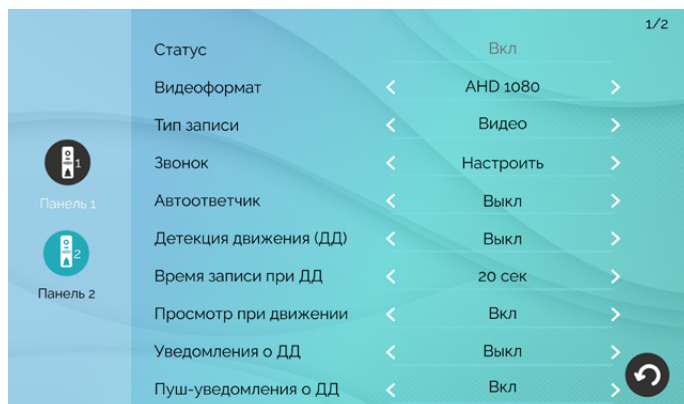 1/2
Статус Вкл
Видеоформат AHD 1080
Тип записи Видео
Звонок Настроить
Автоответчик Выкл
Детекция движения (ДД) Выкл
Время записи при ДД 20 сек
Просмотр при движении Вкл
Уведомления о ДД Выкл
Пуш-уведомления о ДД Вкл
1
Панель 1
2
Панель 2